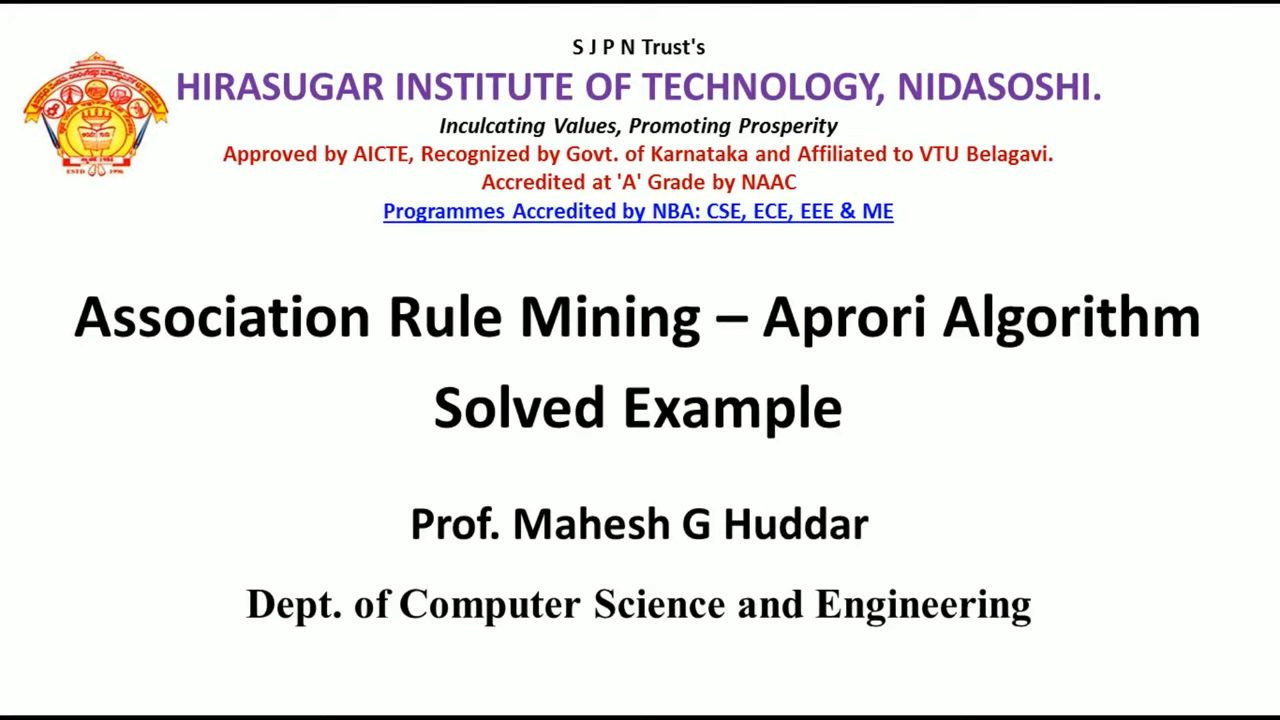 S J P N Trust's
HIRASUGAR INSTITUTE OF TECHNOLOGY, NIDASOSHI.
Inculcating Values, Promoting Prosperity
Approved by AICTE, Recognized by Govt. of Karnataka and Affiliated to VTU Belagavi.
Accredited at 'A' Grade by NAAC
Programmes Accredited by NBA: CSE, ECE, EEE & ME
ESTD 1996
Association Rule Mining – Aprori Algorithm
Solved Example
Prof. Mahesh G Huddar
Dept. of Computer Science and Engineering